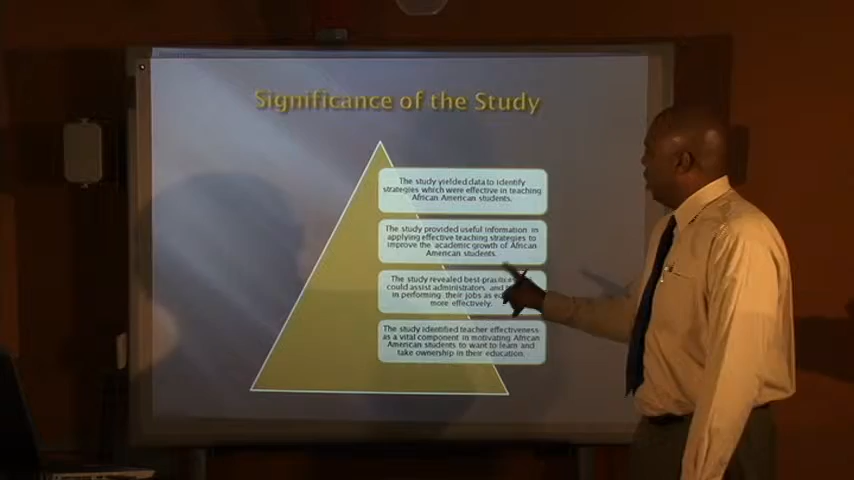 Significance of the Study
The study yielded data to identify
strategies which were effective in teaching
African American students.
The study provided useful information in
applying effective teaching strategies to
improve the academic growth of African
American students.
The study revealed best-practice
could assist administrators, and
in performing their jobs as
more effectively.
The study identified teacher effectiveness
as a vital component in motivating African
American students to want to learn and
take ownership in their education.